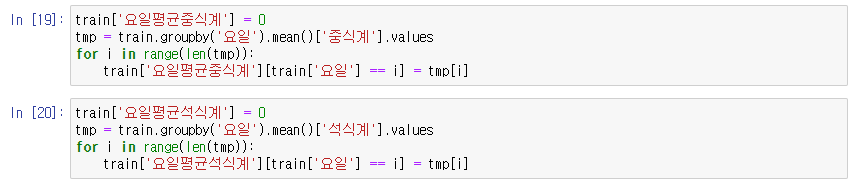 In [19]: train['요일평균중식계'] = 0
tmp = train.groupby('요일').mean()['중식계'].values
for i in range(len(tmp)):
    train['요일평균중식계'][train['요일'] == i] = tmp[i]
In [20]: train['요일평균석식계'] = 0
tmp = train.groupby('요일').mean()['석식계'].values
for i in range(len(tmp)):
    train['요일평균석식계'][train['요일'] == i] = tmp[i]